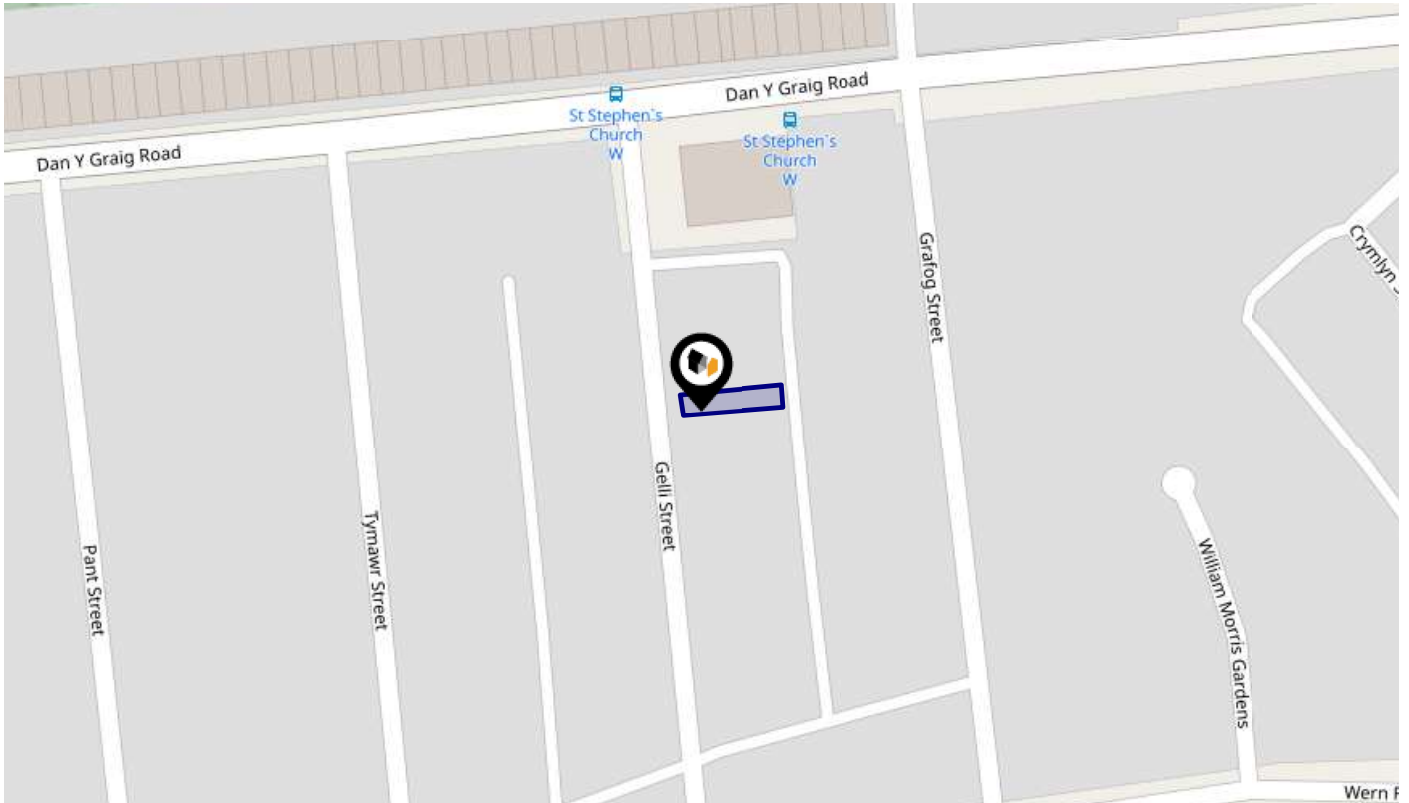 Dan Y Graig Road
St Stephen`s
Church
W
St Stephen`s
Church
W
Dan Y Graig Road
Grafog Street
Crymlyn
Gelli Street
Tymawr Street
Pant Street
William Morris Gardens
Wern